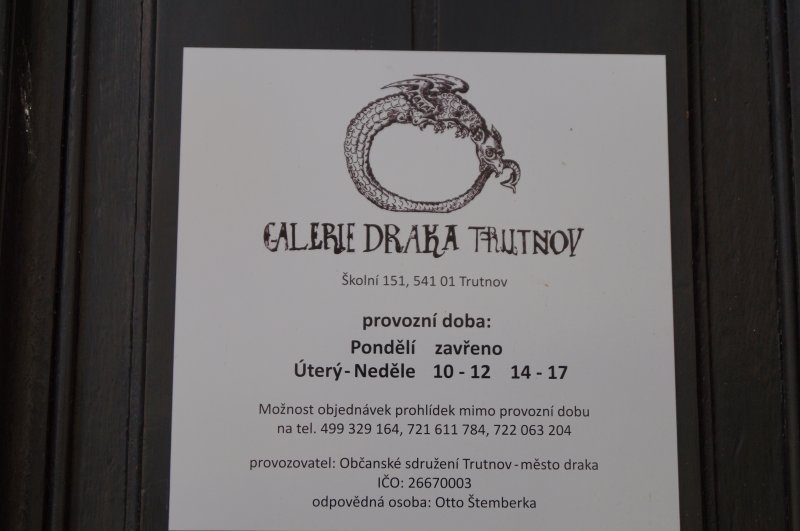 GALERIE DRAKA TRUTNOV
Školní 151, 541 01 Trutnov
provozní doba:
Pondělí zavřeno
Úterý - Neděle 10 - 12 14 - 17
Možnost objednávek prohlídek mimo provozní dobu
na tel. 499 329 164, 721 611 784, 722 063 204
provozovatel: Občanské sdružení Trutnov - město draka
IČO: 26670003
odpovědná osoba: Otto Štemberka